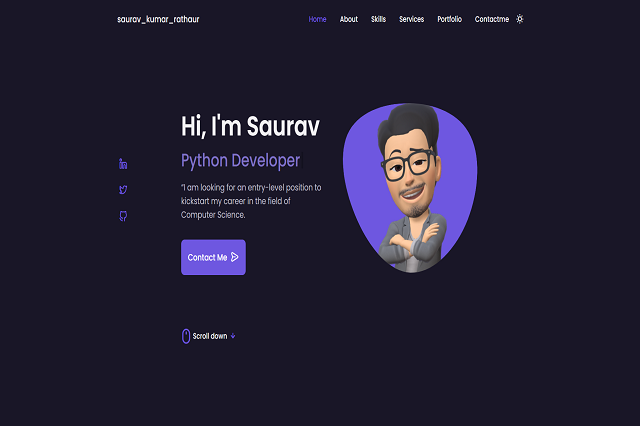 saurav_kumar_rathaur
Home About Skills Services Portfolio Contactme
Hi, I'm Saurav
Python Developer
"I am looking for an entry-level position to
kickstart my career in the field of
Computer Science.
Contact Me
Scroll down